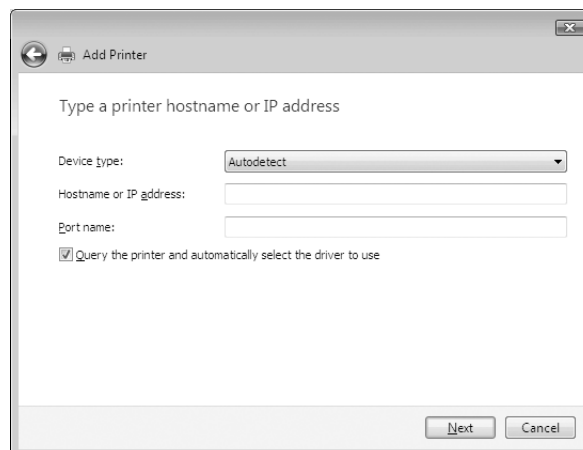 Add Printer
Type a printer hostname or IP address
Device type: Autodetect
Hostname or IP address:
Port name:
Query the printer and automatically select the driver to use
Next Cancel